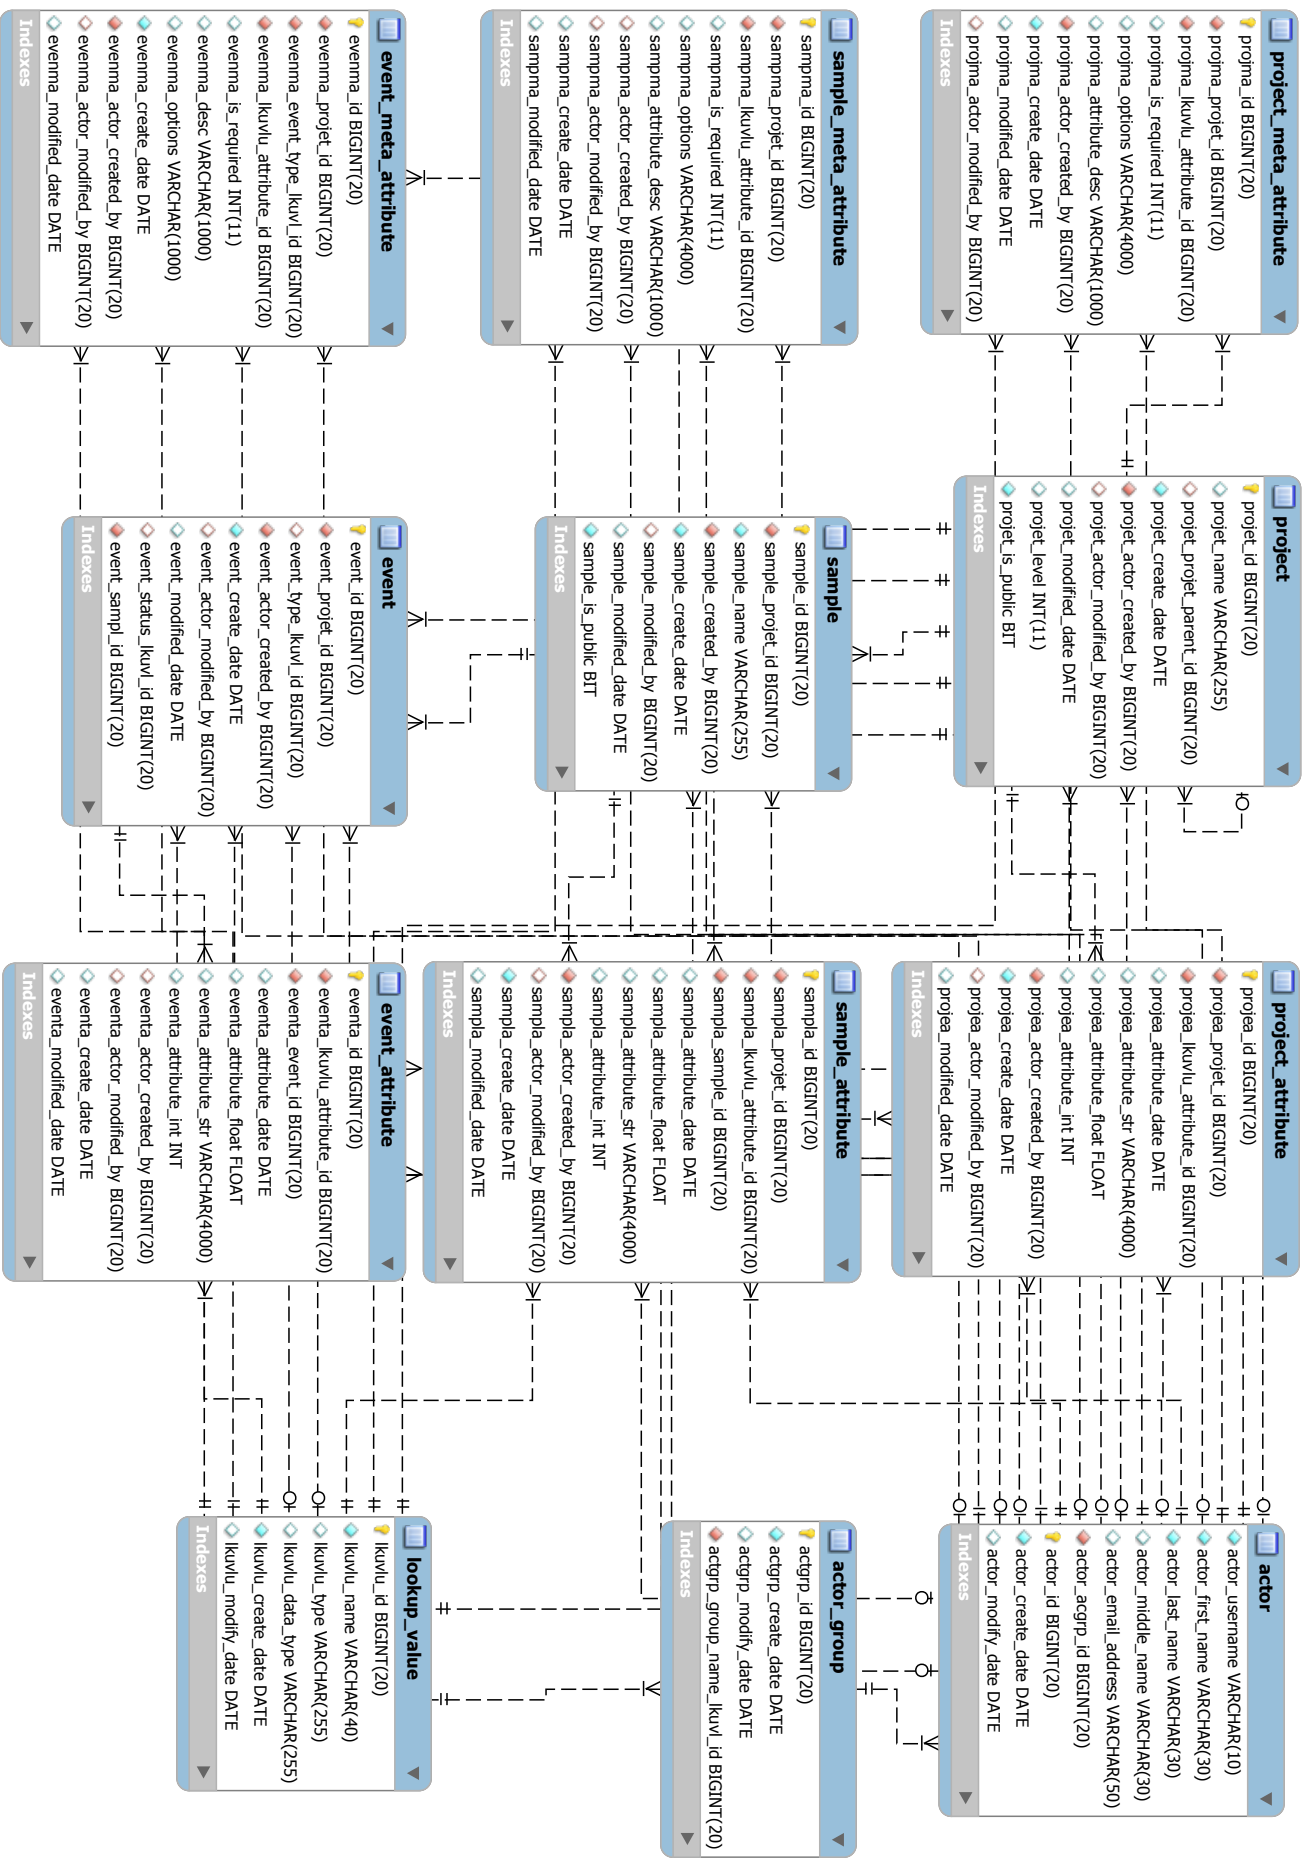 project_meta_attribute
projma_id BIGINT(20)
projma_projet_id BIGINT(20)
projma_lkuvlu_attribute_id BIGINT(20)
projma_is_required INT(11)
projma_options VARCHAR(4000)
projma_attribute_desc VARCHAR(1000)
projma_actor_created_by BIGINT(20)
projma_create_date DATE
projma_modified_date DATE
projma_actor_modified_by BIGINT(20)
Indexes
project
projet_id BIGINT(20)
projet_name VARCHAR(255)
projet_projet_parent_id BIGINT(20)
projet_create_date DATE
projet_actor_created_by BIGINT(20)
projet_actor_modified_by BIGINT(20)
projet_modified_date DATE
projet_level INT(11)
projet_is_public BIT
Indexes
project_attribute
projea_id BIGINT(20)
projea_projet_id BIGINT(20)
projea_lkuvlu_attribute_id BIGINT(20)
projea_attribute_date DATE
projea_attribute_str VARCHAR(4000)
projea_attribute_float FLOAT
projea_attribute_int INT
projea_actor_created_by BIGINT(20)
projea_create_date DATE
projea_actor_modified_by BIGINT(20)
projea_modified_date DATE
Indexes
actor
actor_username VARCHAR(10)
actor_first_name VARCHAR(30)
actor_last_name VARCHAR(30)
actor_middle_name VARCHAR(30)
actor_email_address VARCHAR(50)
actor_acgrp_id BIGINT(20)
actor_id BIGINT(20)
actor_create_date DATE
actor_modify_date DATE
Indexes
sample_meta_attribute
sampma_id BIGINT(20)
sampma_projet_id BIGINT(20)
sampma_lkuvlu_attribute_id BIGINT(20)
sampma_is_required INT(11)
sampma_options VARCHAR(4000)
sampma_attribute_desc VARCHAR(1000)
sampma_actor_created_by BIGINT(20)
sampma_actor_modified_by BIGINT(20)
sampma_create_date DATE
sampma_modified_date DATE
Indexes
sample
sample_id BIGINT(20)
sample_projet_id BIGINT(20)
sample_name VARCHAR(255)
sample_created_by BIGINT(20)
sample_create_date DATE
sample_modified_by BIGINT(20)
sample_modified_date DATE
sample_is_public BIT
Indexes
sample_attribute
sampla_id BIGINT(20)
sampla_projet_id BIGINT(20)
sampla_lkuvlu_attribute_id BIGINT(20)
sampla_sample_id BIGINT(20)
sampla_attribute_date DATE
sampla_attribute_float FLOAT
sampla_attribute_str VARCHAR(4000)
sampla_attribute_int INT
sampla_actor_created_by BIGINT(20)
sampla_actor_modified_by BIGINT(20)
sampla_create_date DATE
sampla_modified_date DATE
Indexes
actor_group
actgrp_id BIGINT(20)
actgrp_create_date DATE
actgrp_modify_date DATE
actgrp_group_name_lkuvl_id BIGINT(20)
Indexes
event_meta_attribute
evenma_id BIGINT(20)
evenma_projet_id BIGINT(20)
evenma_event_type_lkuvl_id BIGINT(20)
evenma_lkuvlu_attribute_id BIGINT(20)
evenma_is_required INT(11)
evenma_desc VARCHAR(1000)
evenma_options VARCHAR(1000)
evenma_create_date DATE
evenma_actor_created_by BIGINT(20)
evenma_actor_modified_by BIGINT(20)
evenma_modified_date DATE
Indexes
event
event_id BIGINT(20)
event_projet_id BIGINT(20)
event_type_lkuvl_id BIGINT(20)
event_actor_created_by BIGINT(20)
event_create_date DATE
event_actor_modified_by BIGINT(20)
event_modified_date DATE
event_status_lkuvl_id BIGINT(20)
event_sampl_id BIGINT(20)
Indexes
event_attribute
eventa_id BIGINT(20)
eventa_lkuvlu_attribute_id BIGINT(20)
eventa_event_id BIGINT(20)
eventa_attribute_date DATE
eventa_attribute_float FLOAT
eventa_attribute_str VARCHAR(4000)
eventa_attribute_int INT
eventa_actor_created_by BIGINT(20)
eventa_actor_modified_by BIGINT(20)
eventa_create_date DATE
eventa_modified_date DATE
Indexes
lookup_value
lkuvlu_id BIGINT(20)
lkuvlu_name VARCHAR(40)
lkuvlu_type VARCHAR(255)
lkuvlu_data_type VARCHAR(255)
lkuvlu_create_date DATE
lkuvlu_modify_date DATE
Indexes